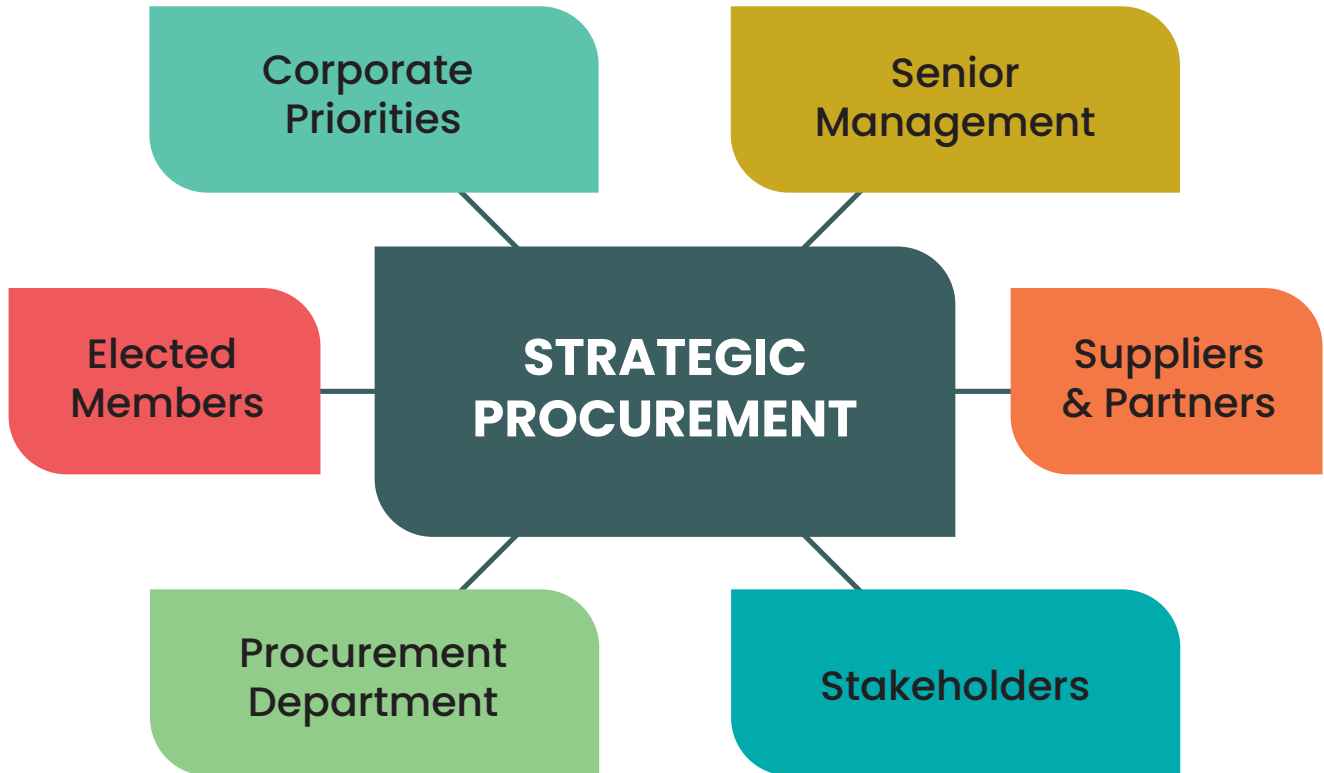 Corporate
Priorities
Senior
Management
Elected
Members
STRATEGIC
PROCUREMENT
Suppliers
& Partners
Procurement
Department
Stakeholders